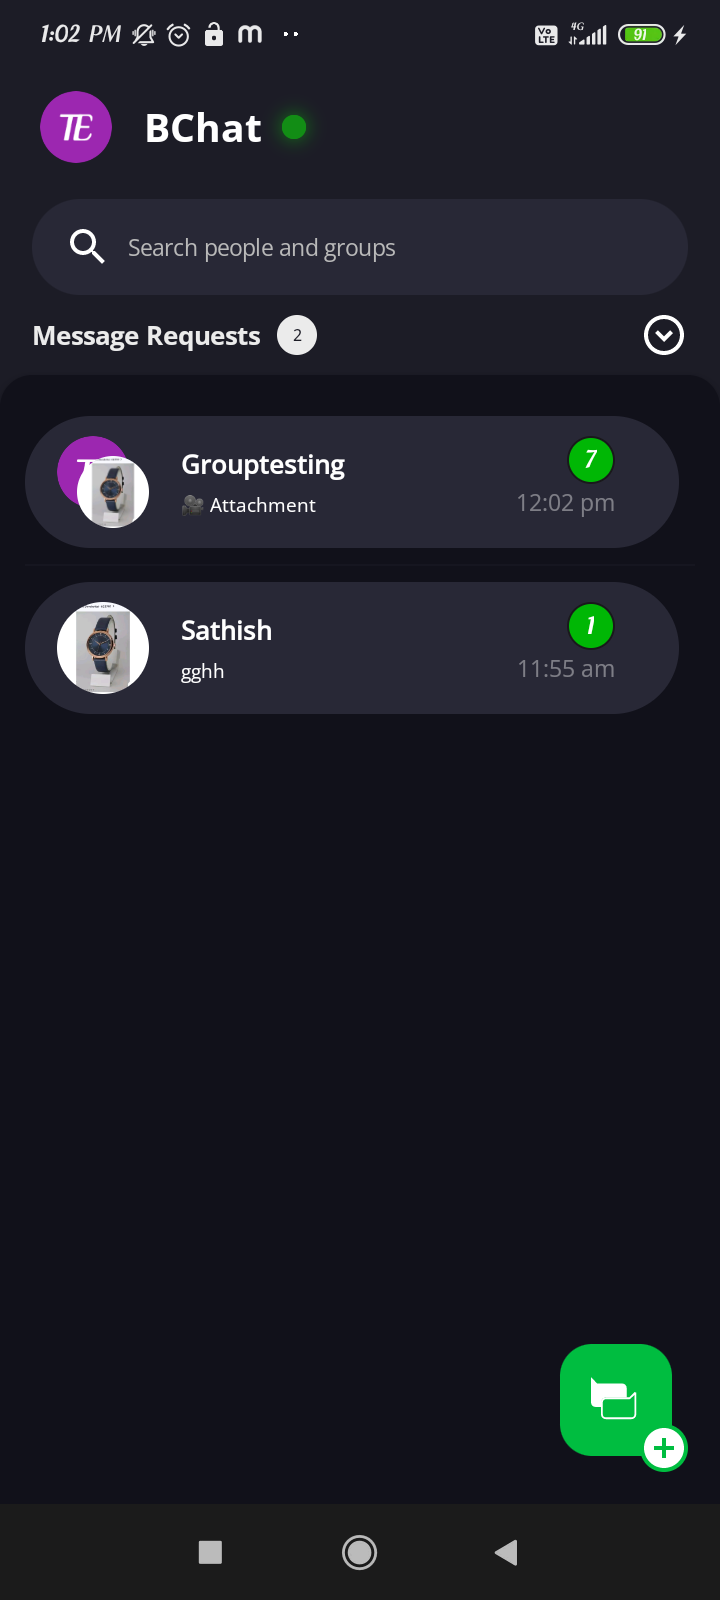 1:02 PM
Vo LTE 4G 91
TE
BChat
Search people and groups
Message Requests 2
Grouptesting 7
Attachment 12:02 pm
Sathish 1
gghh 11:55 am